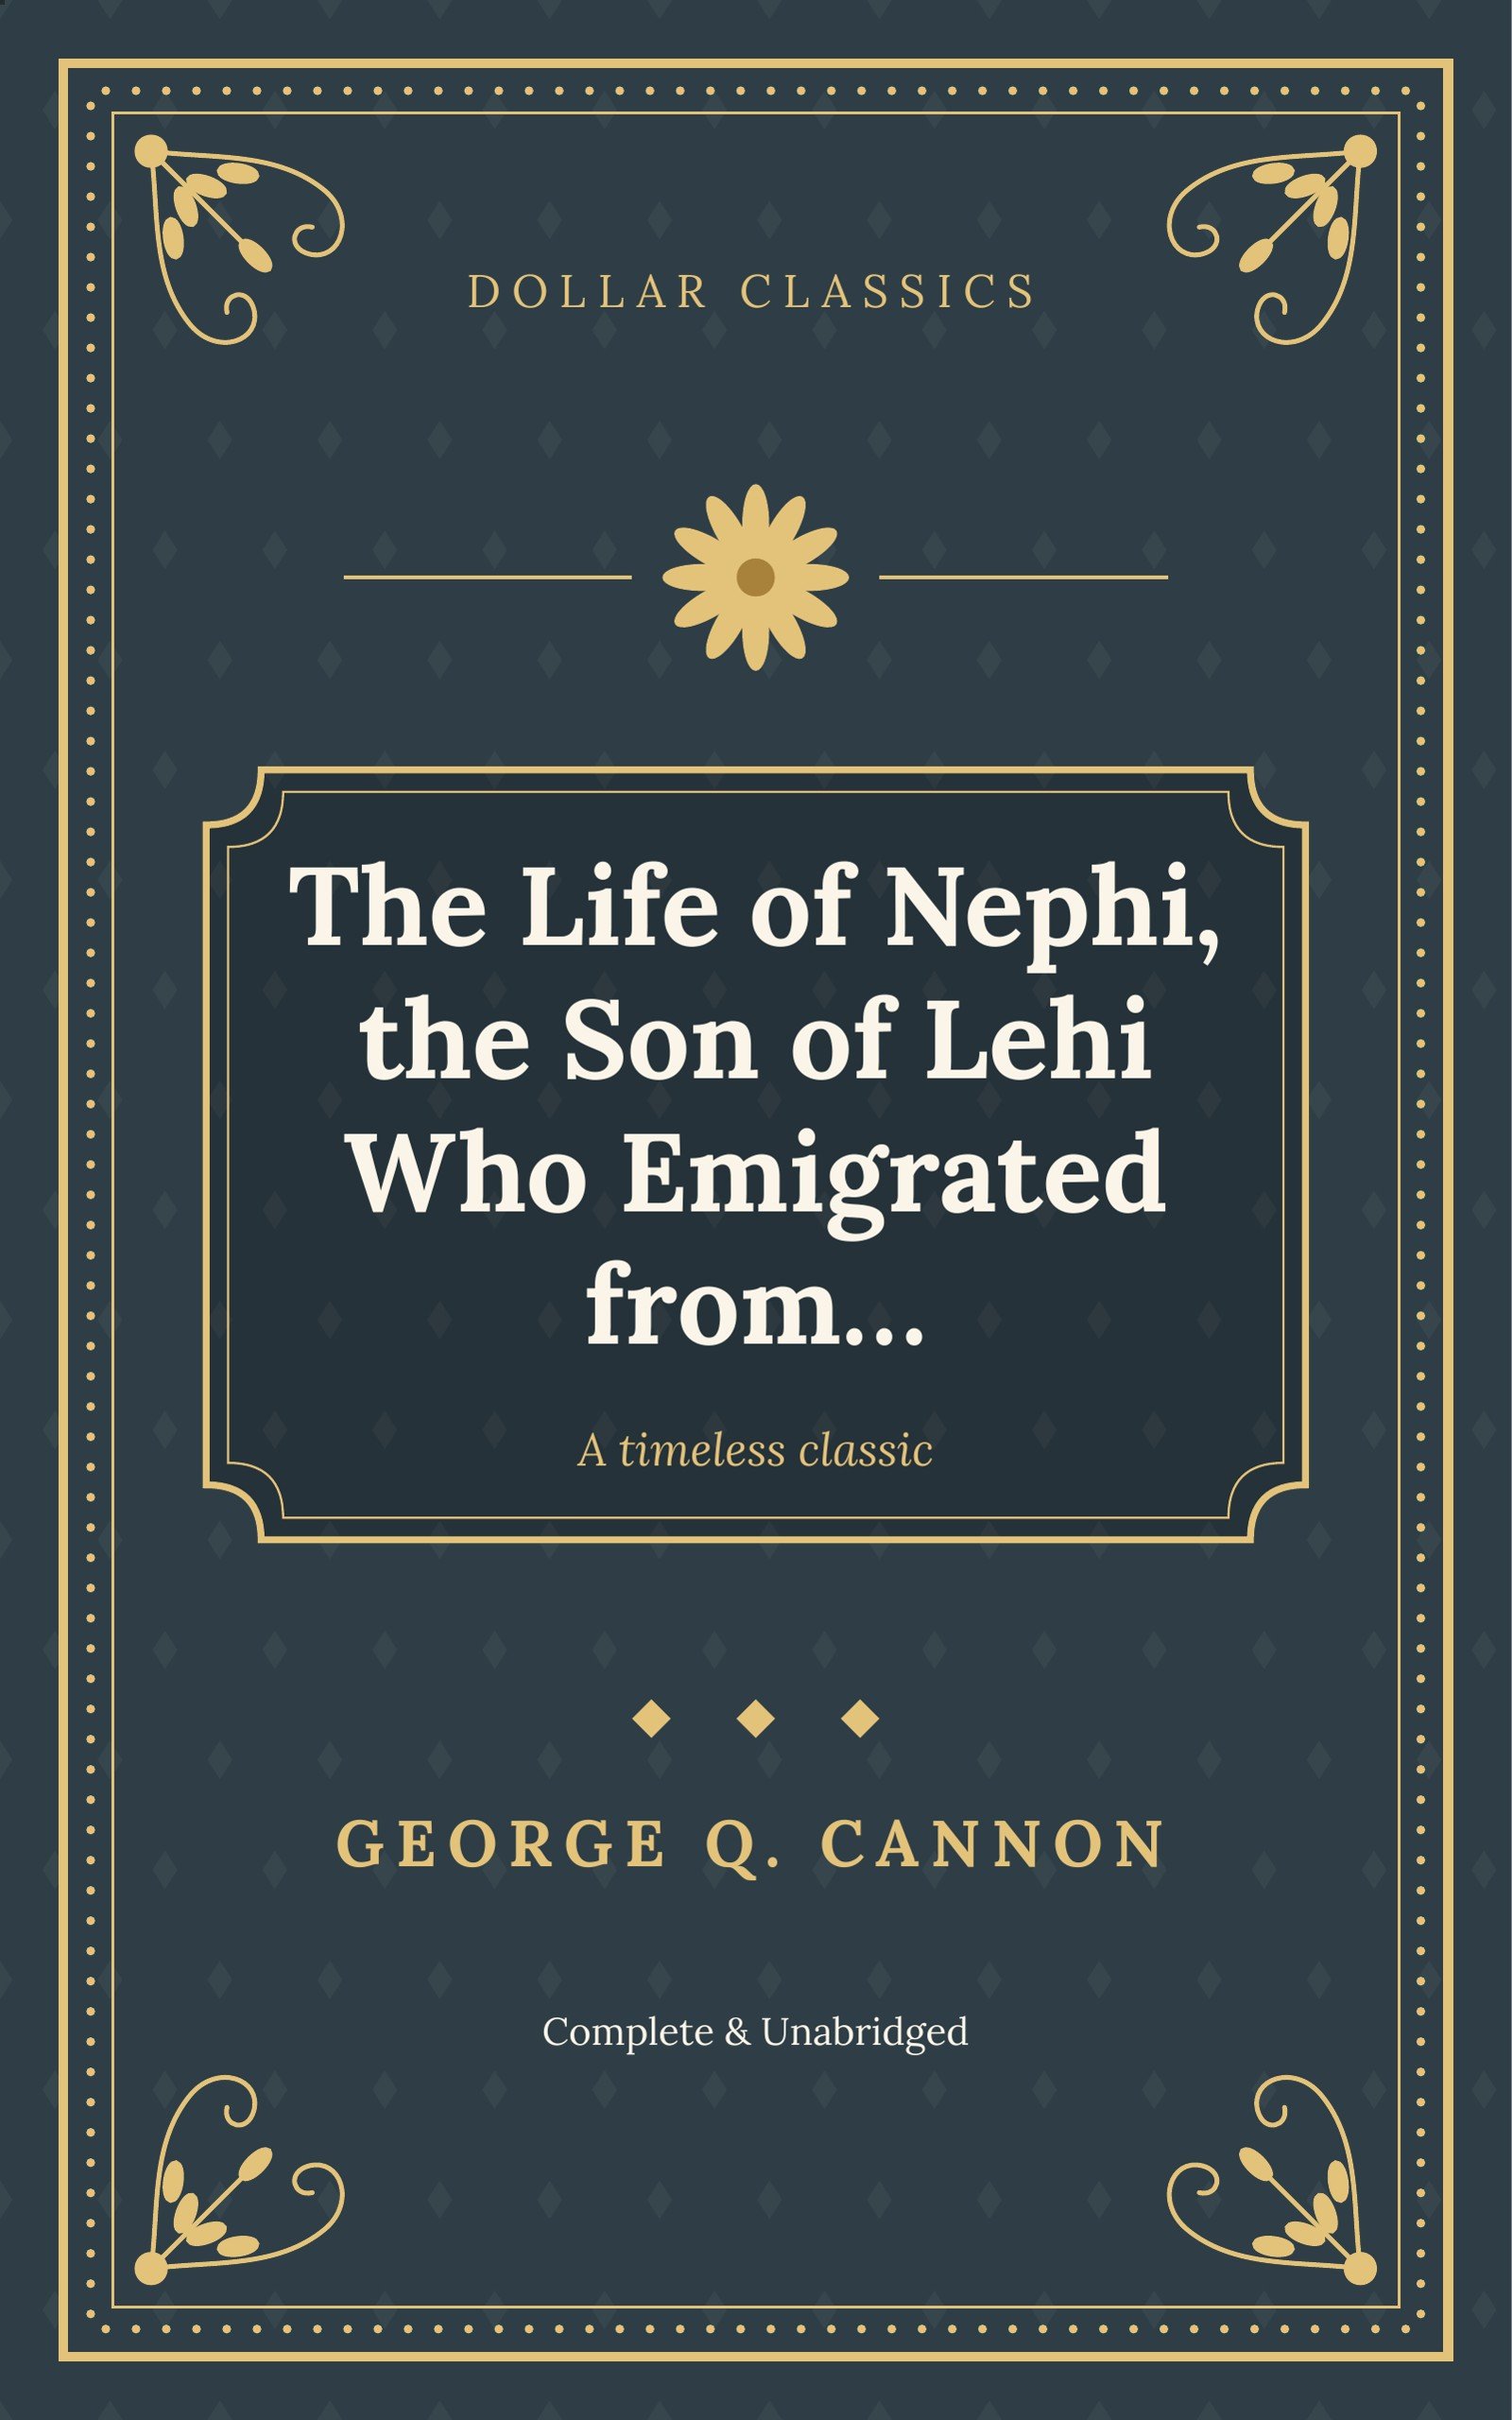 DOLLAR CLASSICS
The Life of Nephi,
the Son of Lehi
Who Emigrated
from...
A timeless classic
GEORGE Q. CANNON
Complete & Unabridged